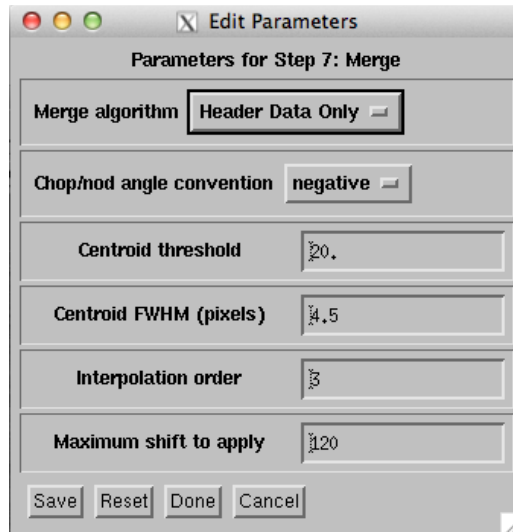 Edit Parameters
Parameters for Step 7: Merge
Merge algorithm Header Data Only
Chop/nod angle convention negative
Centroid threshold 20.
Centroid FWHM (pixels) 4.5
Interpolation order 3
Maximum shift to apply 120
Save Reset Done Cancel